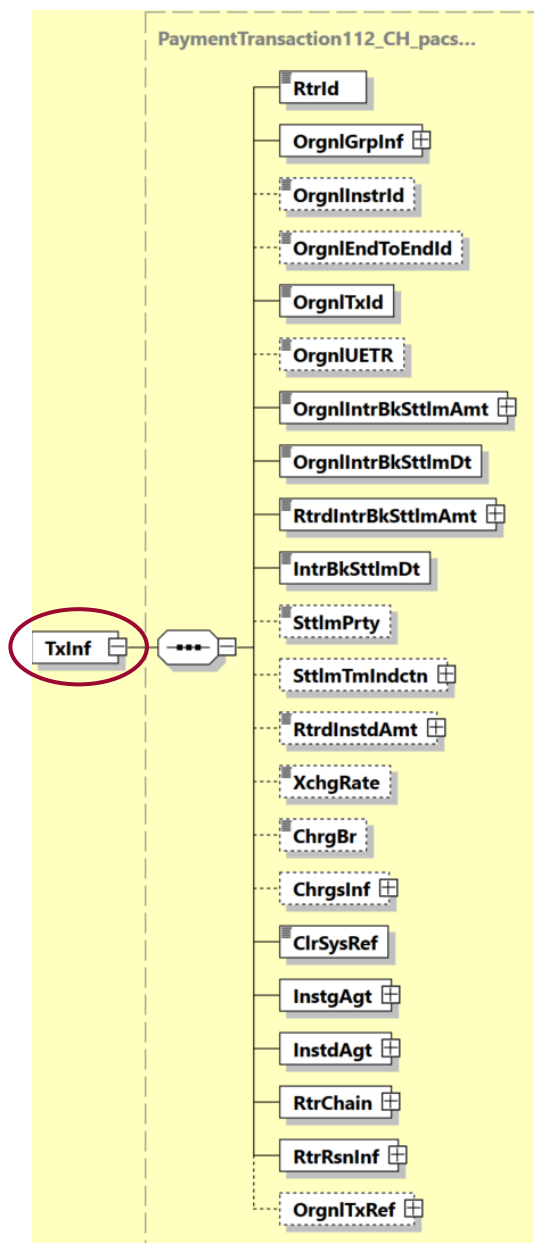 PaymentTransaction112_CH_pacs...
RtrId
OrgnlGrpInf
OrgnlInstrId
OrgnlEndToEndId
OrgnlTxId
OrgnlUETR
OrgnlIntrBkSttlmAmt
OrgnlIntrBkSttlmDt
RtrdIntrBkSttlmAmt
IntrBkSttlmDt
TxInf
SttlmPrty
SttlmTmIndctn
RtrdInstdAmt
XchgRate
ChrgBr
ChrgsInf
ClrSysRef
InstgAgt
InstdAgt
RtrChain
RtrRsnInf
OrgnlTxRef